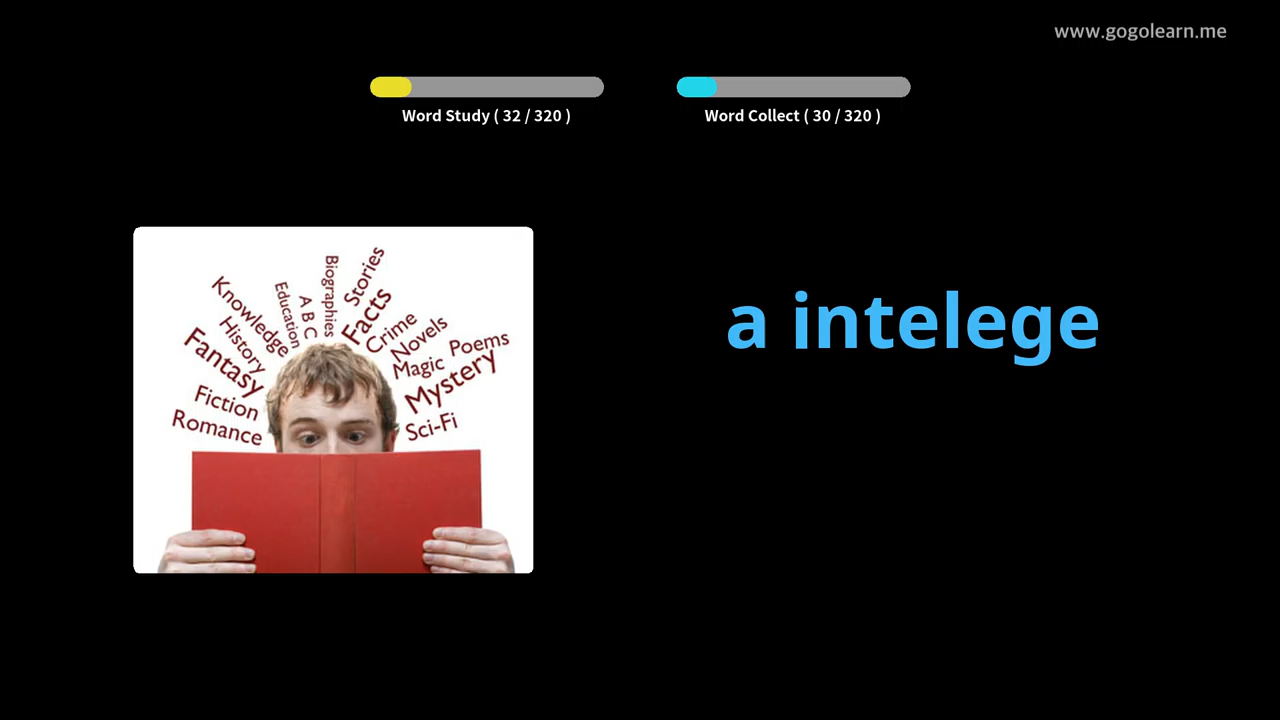 www.gogolearn.me
Word Study ( 32 / 320 )
Word Collect ( 30 / 320 )
a intelege
Knowledge
History
Fantasy
Fiction
Romance
Education
A B C
Biographies
Stories
Facts
Crime
Novels
Magic
Poems
Mystery
Sci-Fi